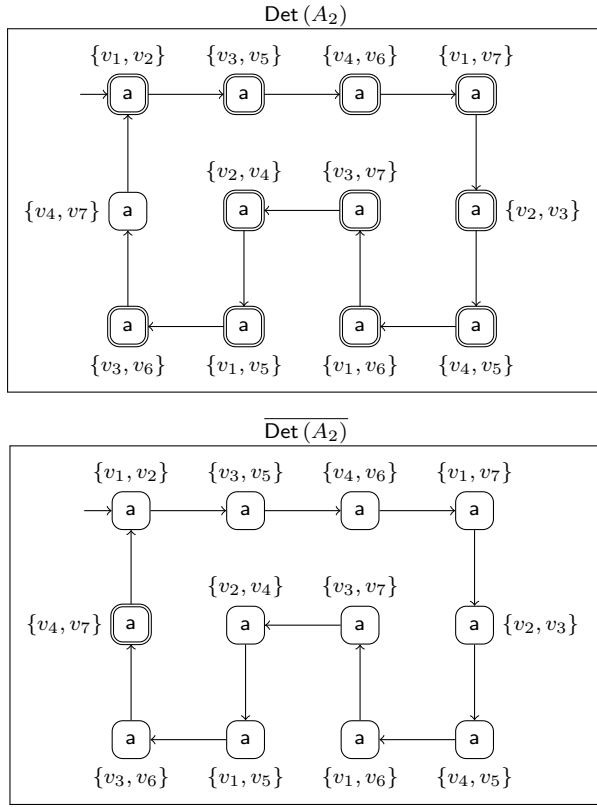 Det (A₂)
{v₁, v₂} {v₃, v₅} {v₄, v₆} {v₁, v₇}
a a a a
{v₂, v₄} {v₃, v₇}
{v₄, v₇} a a a a {v₂, v₃}
a a a a
{v₃, v₆} {v₁, v₅} {v₁, v₆} {v₄, v₅}
D̅e̅t̅ ̅(̅A̅₂̅)̅
{v₁, v₂} {v₃, v₅} {v₄, v₆} {v₁, v₇}
a a a a
{v₂, v₄} {v₃, v₇}
{v₄, v₇} a a a a {v₂, v₃}
a a a a
{v₃, v₆} {v₁, v₅} {v₁, v₆} {v₄, v₅}